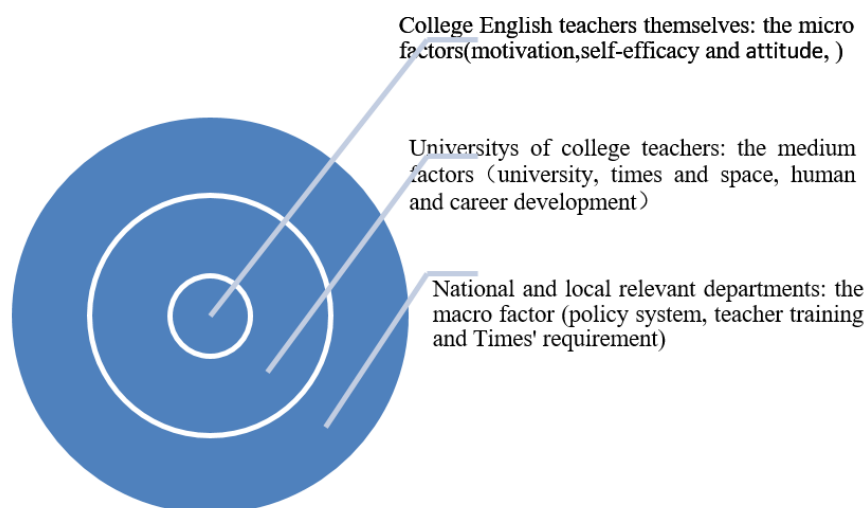 College English teachers themselves: the micro
factors(motivation,self-efficacy and attitude, )
Universitys of college teachers: the medium
factors（university, times and space, human
and career development）
National and local relevant departments: the
macro factor (policy system, teacher training
and Times' requirement)